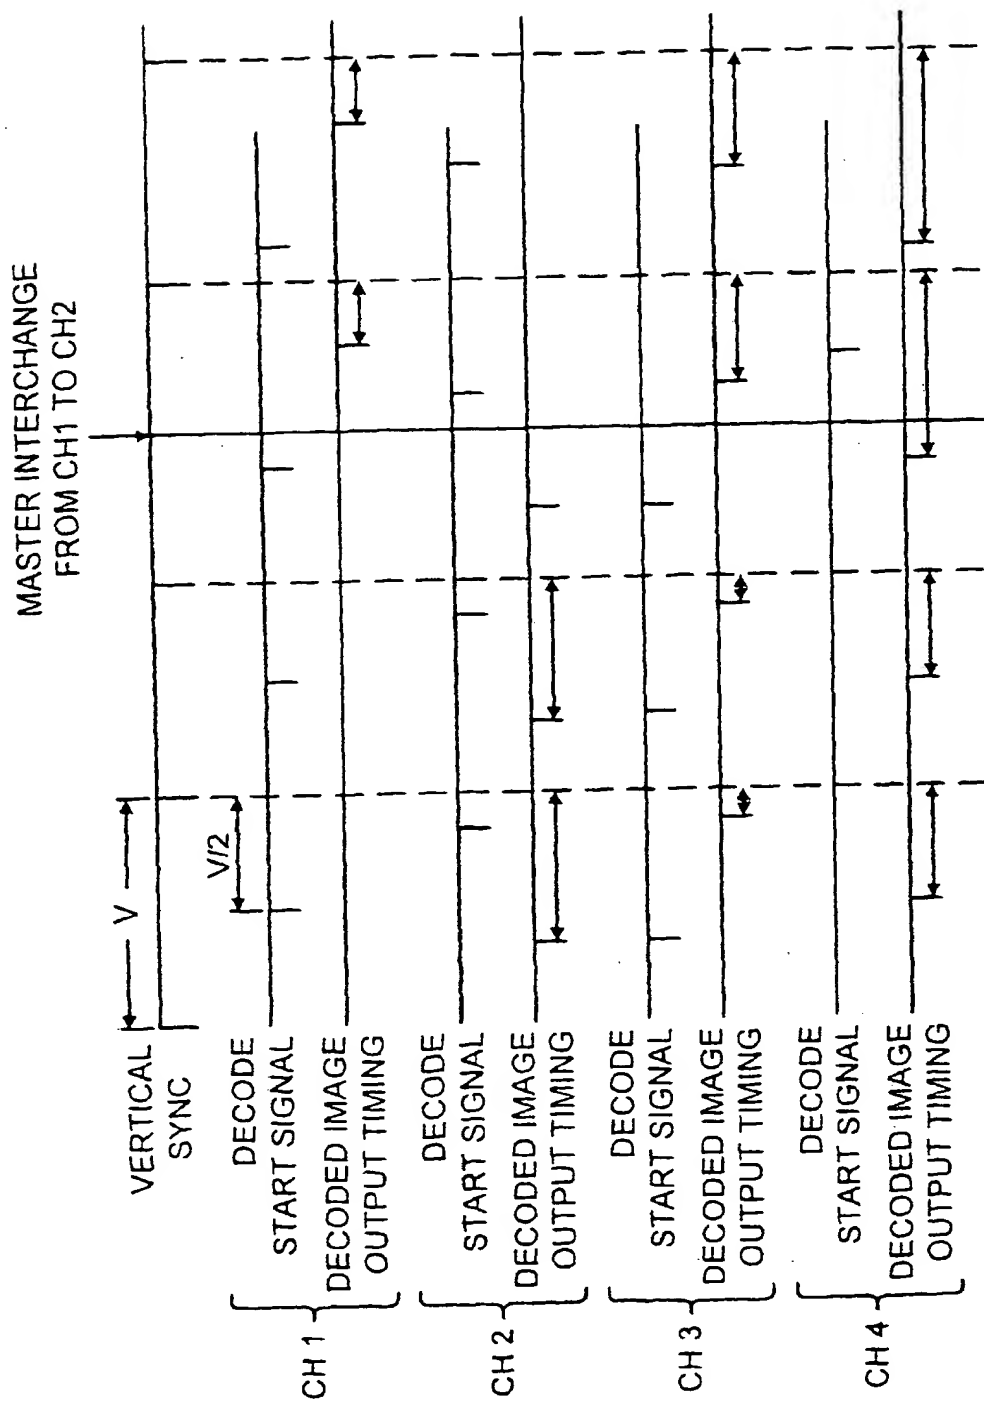 MASTER INTERCHANGE
FROM CH1 TO CH2
V
V/2
VERTICAL
SYNC
CH 1
DECODE
START SIGNAL
DECODED IMAGE
OUTPUT TIMING
CH 2
DECODE
START SIGNAL
DECODED IMAGE
OUTPUT TIMING
CH 3
DECODE
START SIGNAL
DECODED IMAGE
OUTPUT TIMING
CH 4
DECODE
START SIGNAL
DECODED IMAGE
OUTPUT TIMING